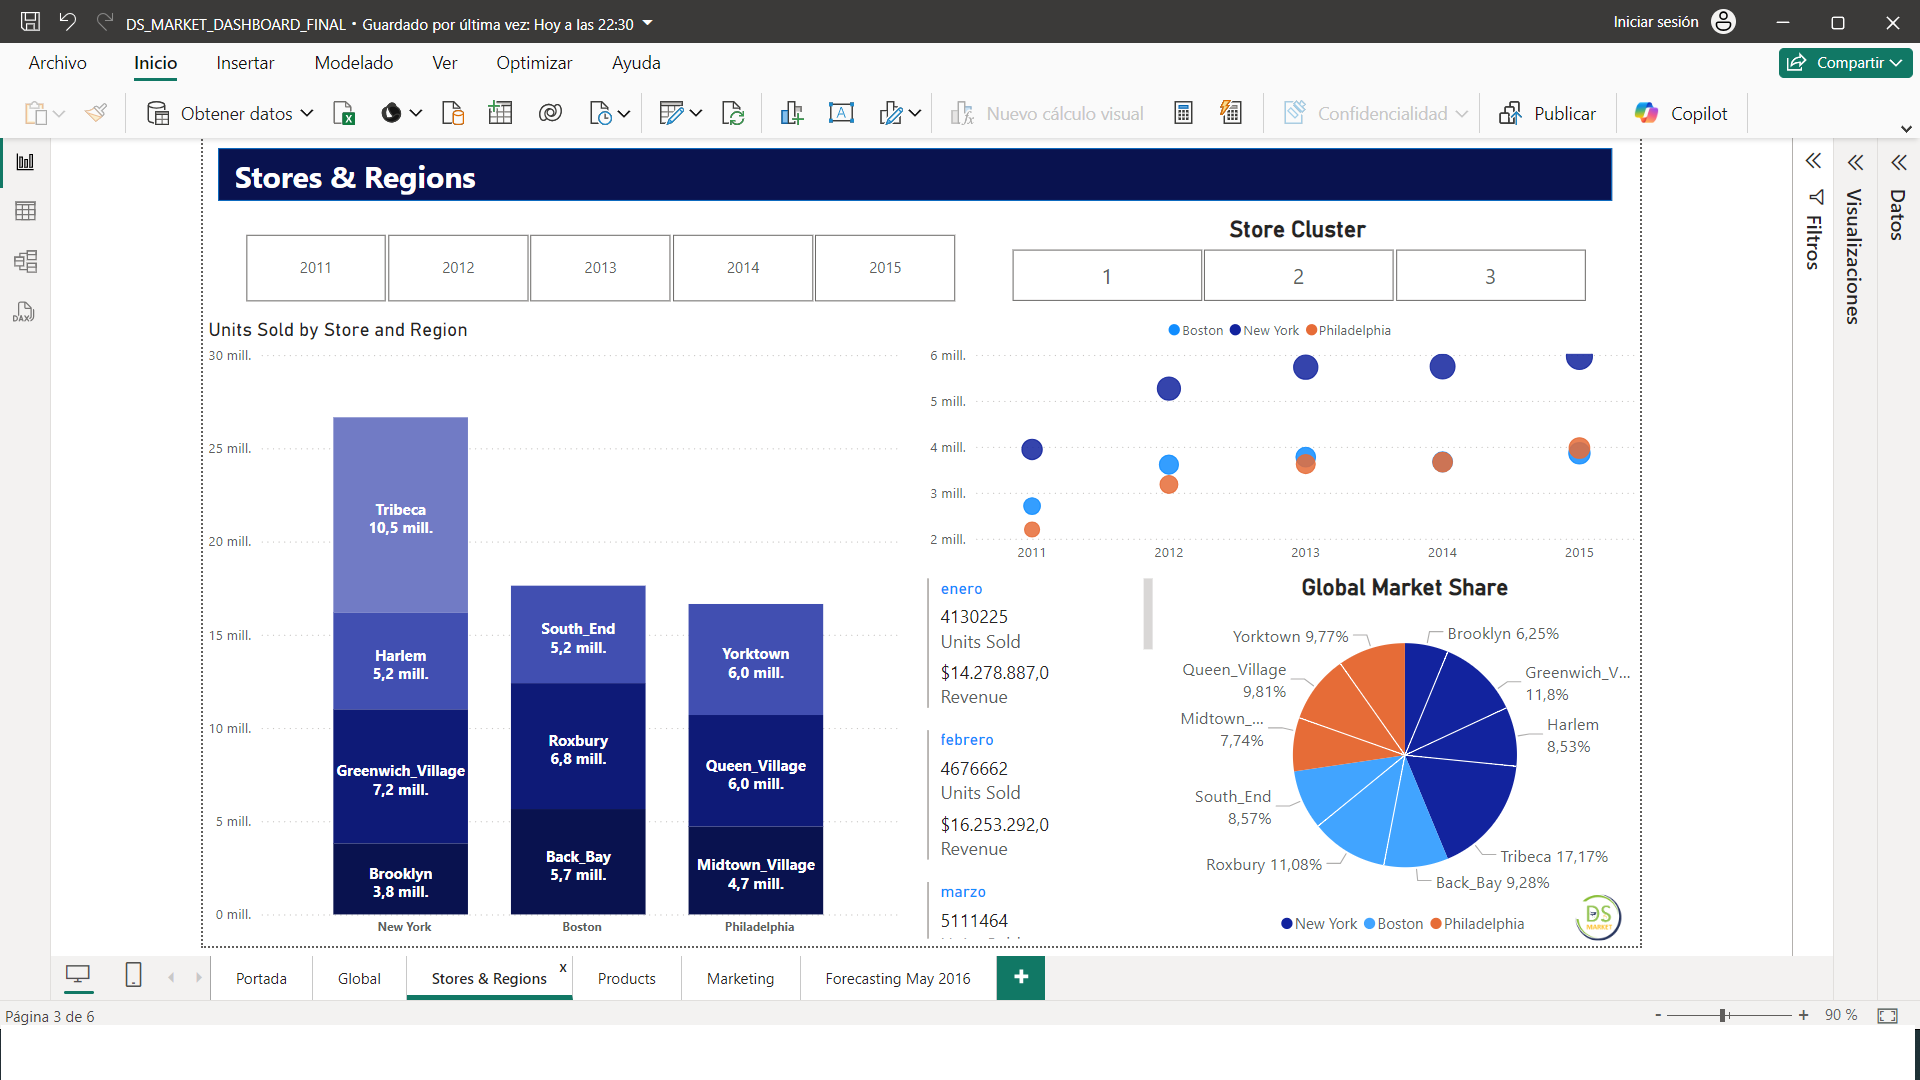 DS_MARKET_DASHBOARD_FINAL • Guardado por última vez: Hoy a las 22:30
Iniciar sesión
Archivo Inicio Insertar Modelado Ver Optimizar Ayuda
Compartir
Obtener datos
Nuevo cálculo visual
Confidencialidad
Publicar
Copilot
DAX
Stores & Regions
2011 2012 2013 2014 2015
Store Cluster
1 2 3
Units Sold by Store and Region
30 mill.
25 mill.
20 mill.
15 mill.
10 mill.
5 mill.
0 mill.
Tribeca
10,5 mill.
Harlem
5,2 mill.
Greenwich_Village
7,2 mill.
Brooklyn
3,8 mill.
New York
South_End
5,2 mill.
Roxbury
6,8 mill.
Back_Bay
5,7 mill.
Boston
Yorktown
6,0 mill.
Queen_Village
6,0 mill.
Midtown_Village
4,7 mill.
Philadelphia
Boston New York Philadelphia
6 mill.
5 mill.
4 mill.
3 mill.
2 mill.
2011 2012 2013 2014 2015
enero
4130225
Units Sold
$14.278.887,0
Revenue
febrero
4676662
Units Sold
$16.253.292,0
Revenue
marzo
5111464
Global Market Share
Yorktown 9,77%
Brooklyn 6,25%
Queen_Village
9,81%
Greenwich_V...
11,8%
Midtown_...
7,74%
Harlem
8,53%
South_End
8,57%
Roxbury 11,08%
Tribeca 17,17%
Back_Bay 9,28%
New York Boston Philadelphia
DS
MARKET
Filtros
Visualizaciones
Datos
Portada Global Stores & Regions x Products Marketing Forecasting May 2016 +
Página 3 de 6
- + 90 %